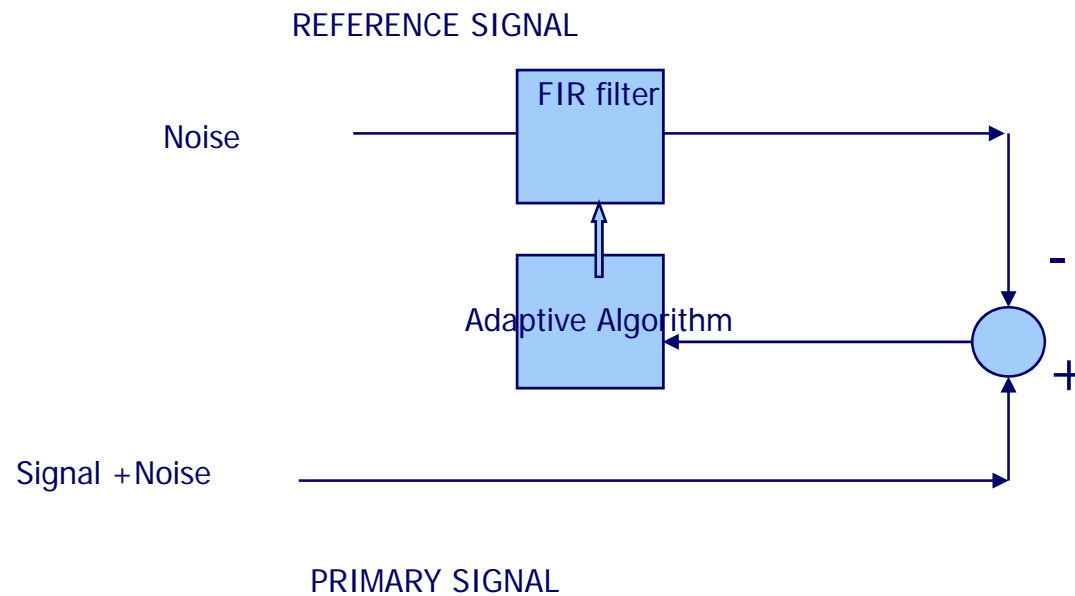 REFERENCE SIGNAL
FIR filter
Noise
-
Adaptive Algorithm
+
Signal +Noise
PRIMARY SIGNAL